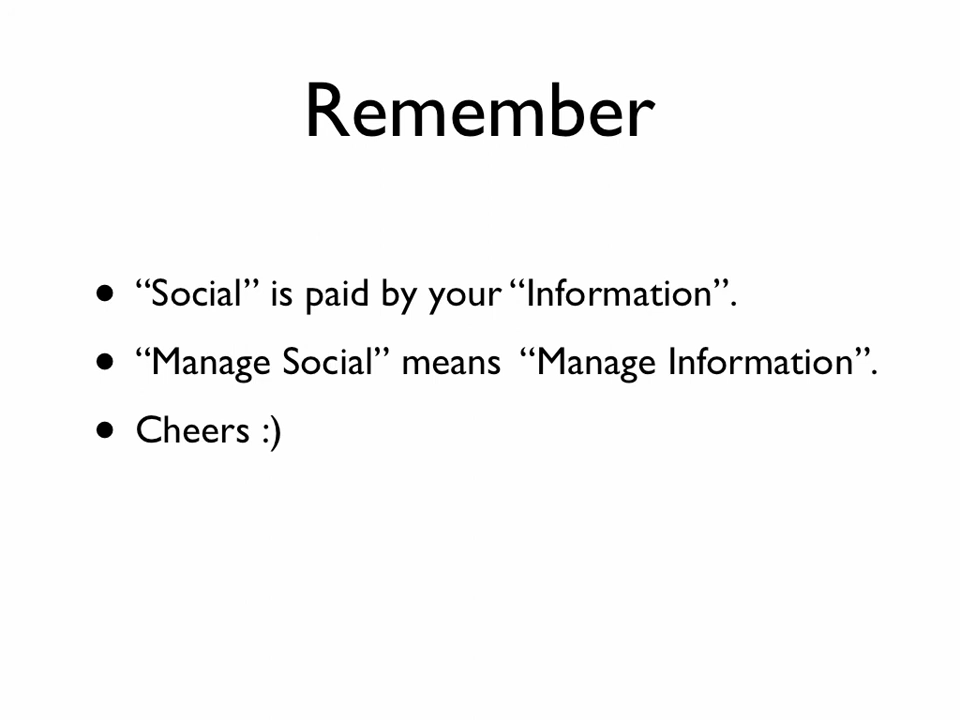 Remember
• “Social” is paid by your “Information”.
• “Manage Social” means “Manage Information”.
• Cheers :)